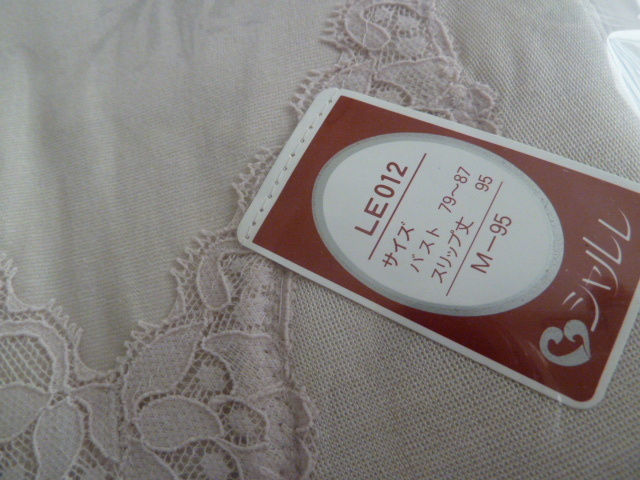 LE012
サイズ
バスト 79〜87
スリップ丈 95
M－95
シャルレ